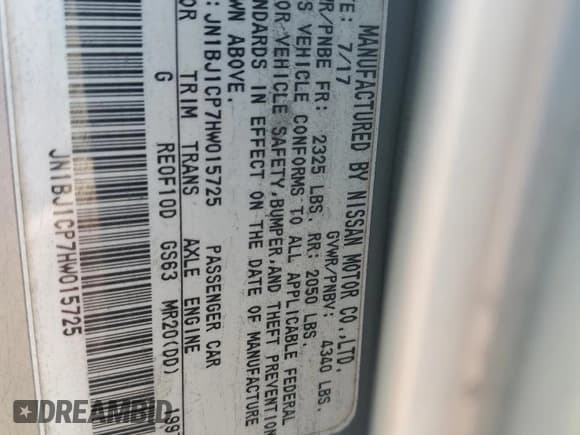 MANUFACTURED BY NISSAN MOTOR CO.,LTD.
7/17 GVWR/PNBV: 4340 LBS.
WR/PNBE FR: 2325 LBS. RR: 2050 LBS.
S VEHICLE CONFORMS TO ALL APPLICABLE FEDERAL
OR VEHICLE SAFETY,BUMPER,AND THEFT PREVENTION
NDARDS IN EFFECT ON THE DATE OF MANUFACTURE
WN ABOVE.
: JN1BJ1CP7HW015725 PASSENGER CAR
OR TRIM TRANS AXLE ENGINE
G RE0F10D GS63 MR20(DD) 199
JN1BJ1CP7HW015725
DREAMBID